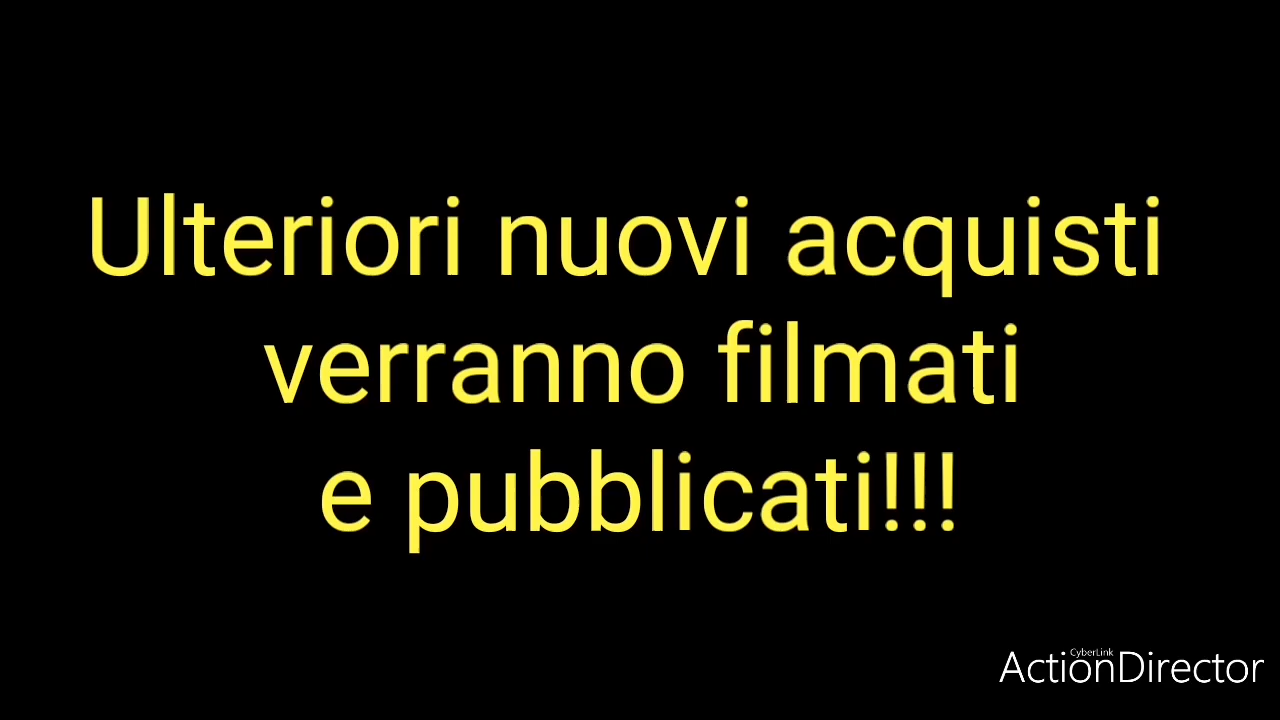 Ulteriori nuovi acquisti
verranno filmati
e pubblicati!!!
CyberLink
ActionDirector